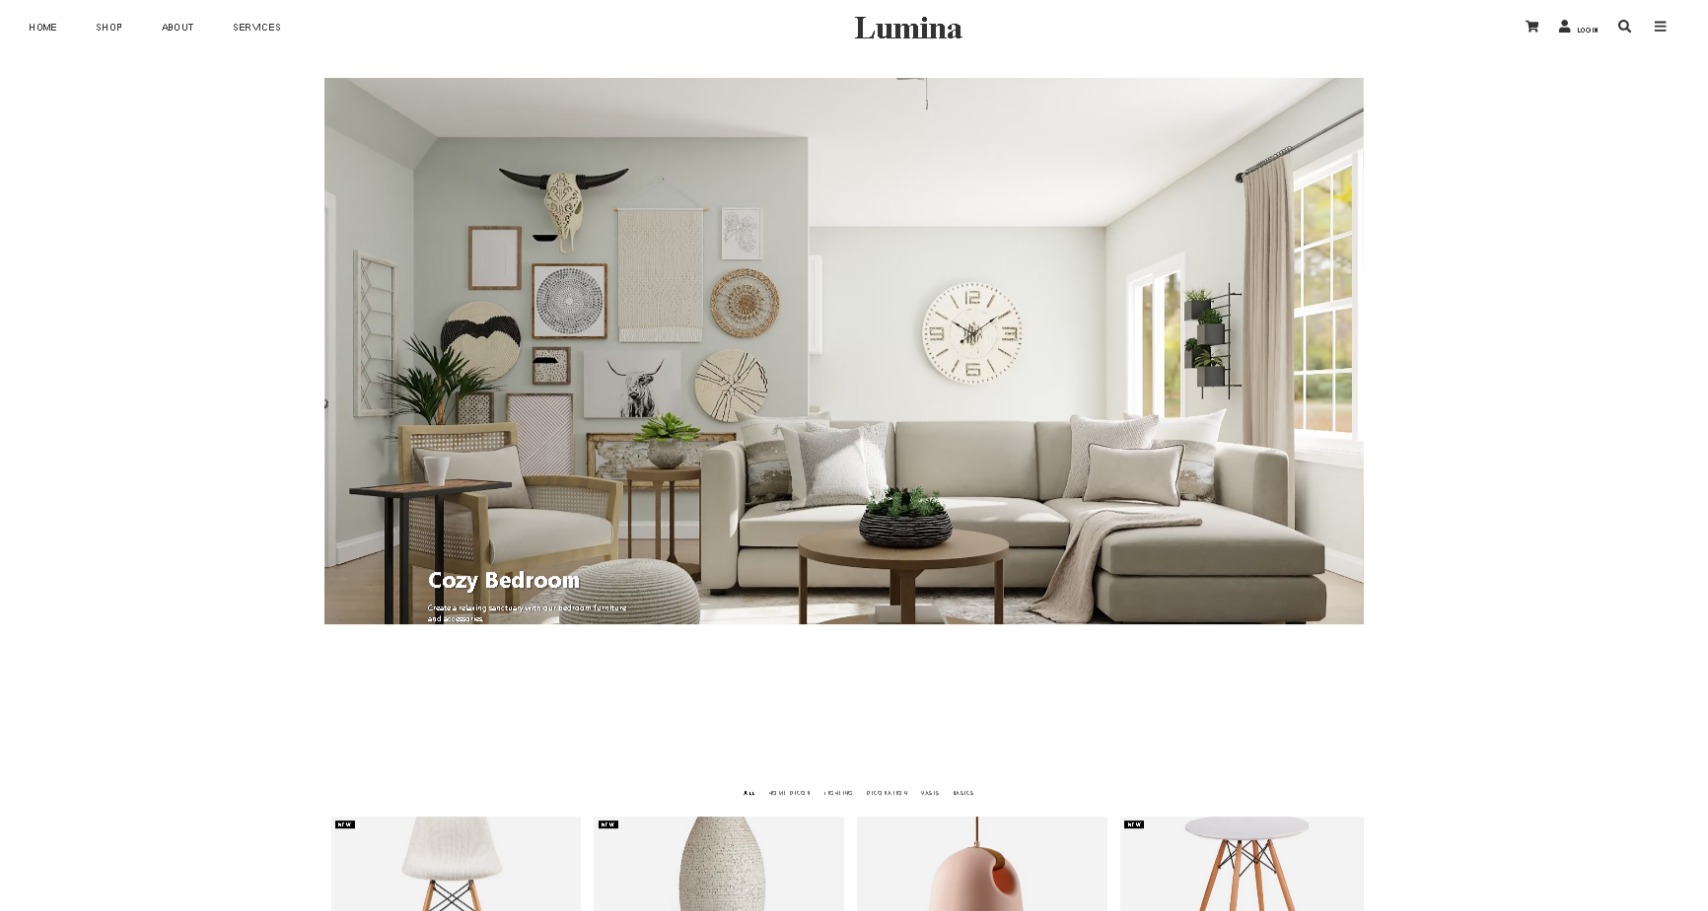 HOME SHOP ABOUT SERVICES Lumina LOGIN
Cozy Bedroom
Create a relaxing sanctuary with our bedroom furniture
and accessories.
ALL HOME DECOR LIGHTING DECORATION VASES BASICS
NEW NEW NEW